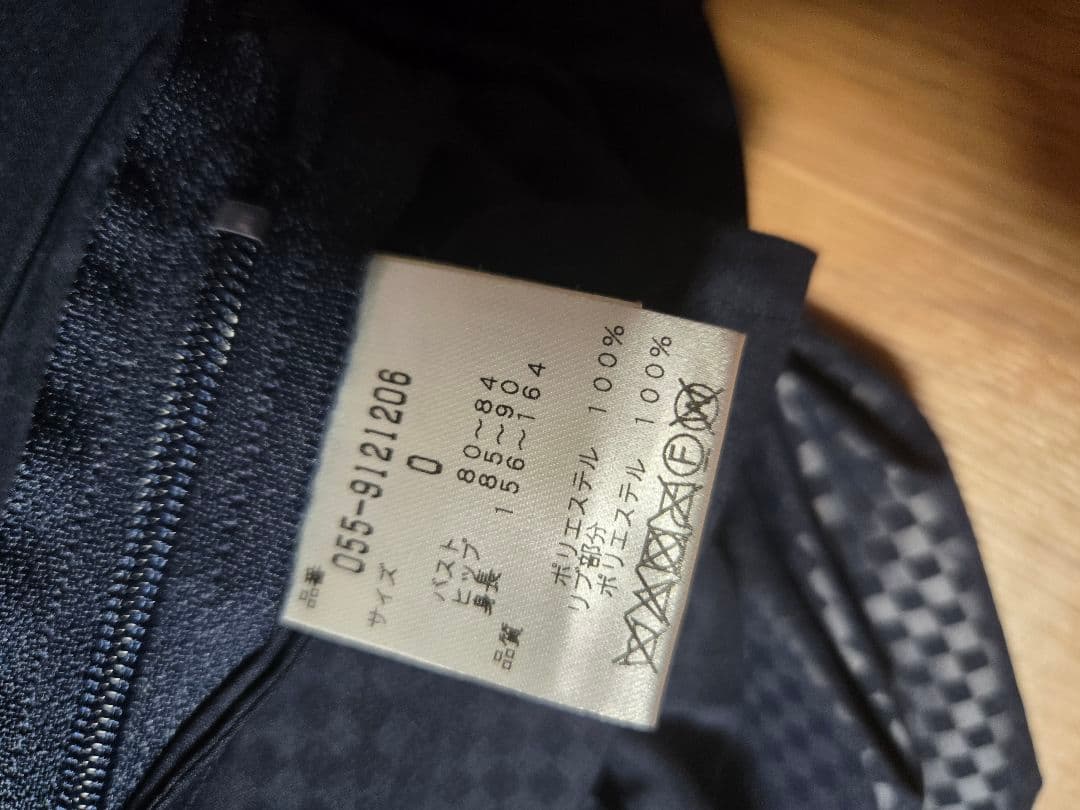 品番
055-9121206
サイズ
0
バスト 80～84
ヒップ 85～90
身長 156～164
品質
ポリエステル 100%
リブ部分
ポリエステル 100%
F
W